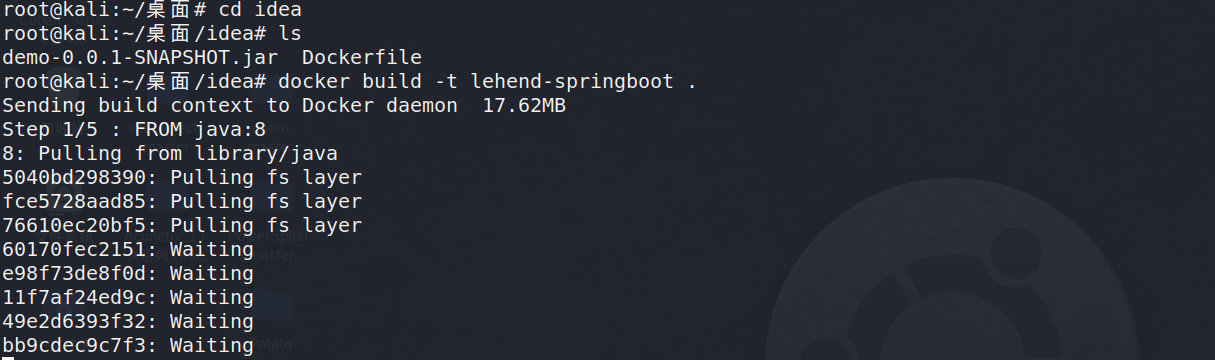 root@kali:~/桌面# cd idea
root@kali:~/桌面/idea# ls
demo-0.0.1-SNAPSHOT.jar  Dockerfile
root@kali:~/桌面/idea# docker build -t lehend-springboot .
Sending build context to Docker daemon  17.62MB
Step 1/5 : FROM java:8
8: Pulling from library/java
5040bd298390: Pulling fs layer
fce5728aad85: Pulling fs layer
76610ec20bf5: Pulling fs layer
60170fec2151: Waiting
e98f73de8f0d: Waiting
11f7af24ed9c: Waiting
49e2d6393f32: Waiting
bb9cdec9c7f3: Waiting